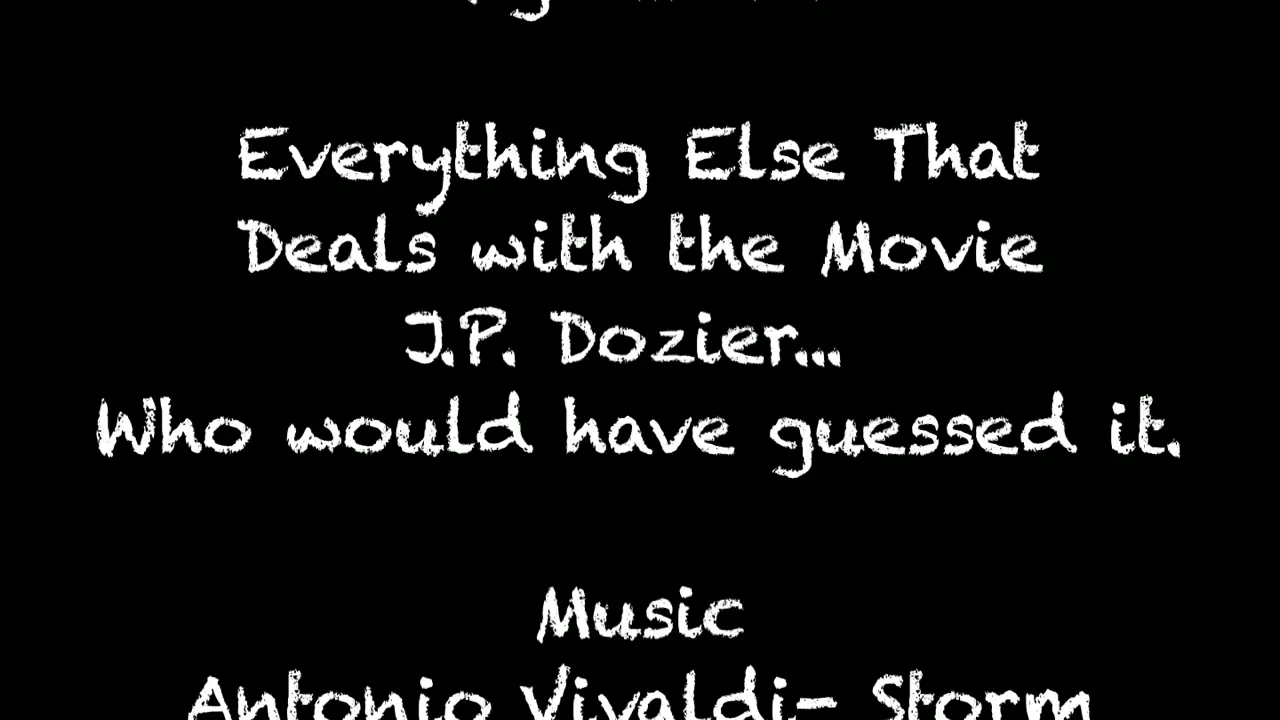 Everything Else That
Deals with the Movie
J.P. Dozier...
Who would have guessed it.
Music
Antonio Vivaldi- Storm